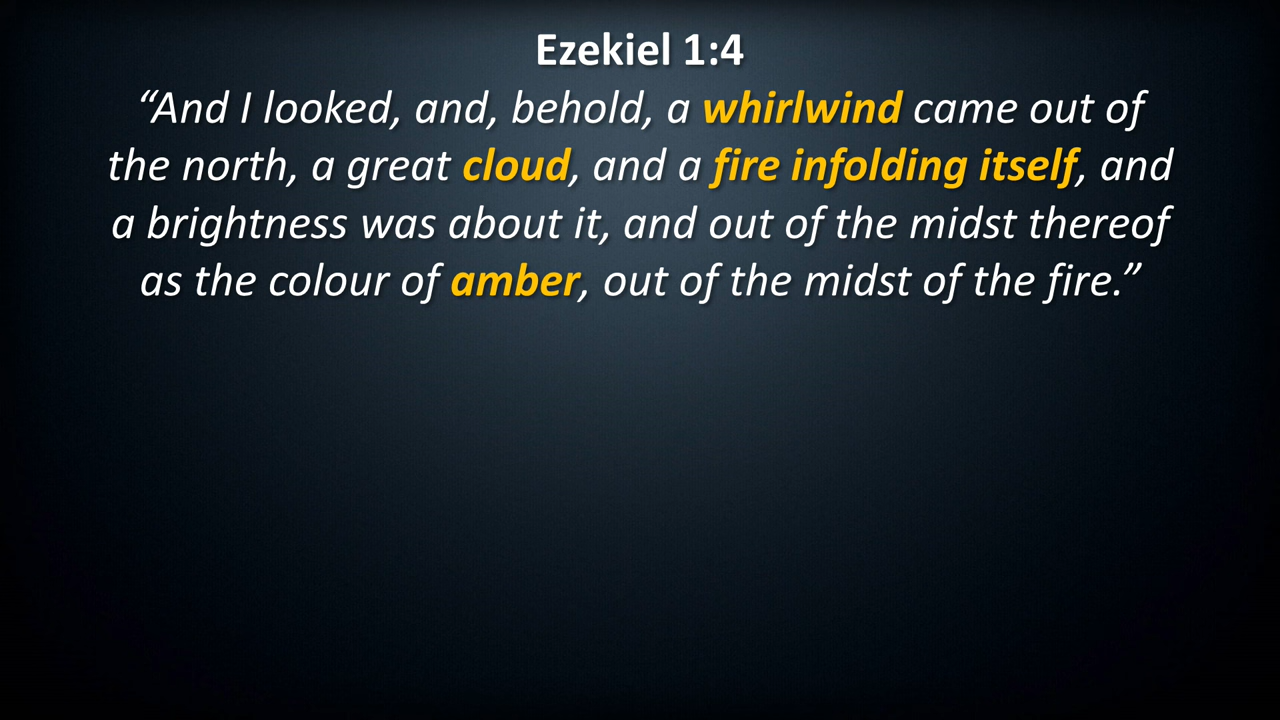 Ezekiel 1:4
“And I looked, and, behold, a whirlwind came out of
the north, a great cloud, and a fire infolding itself, and
a brightness was about it, and out of the midst thereof
as the colour of amber, out of the midst of the fire.”